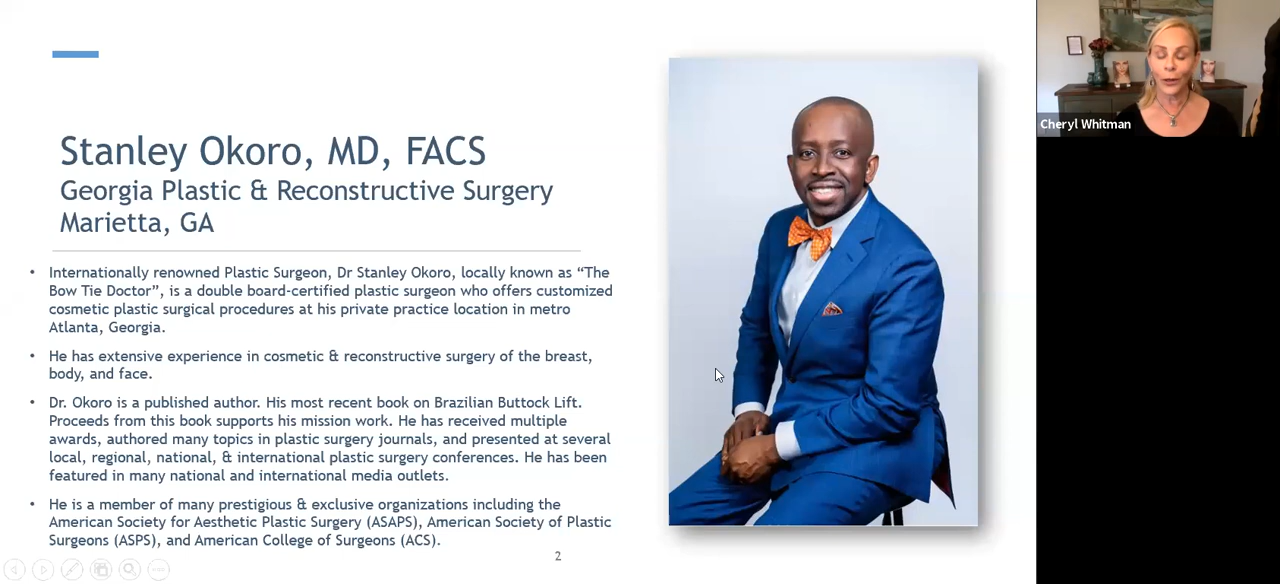 Stanley Okoro, MD, FACS
Georgia Plastic & Reconstructive Surgery
Marietta, GA
• Internationally renowned Plastic Surgeon, Dr Stanley Okoro, locally known as “The
Bow Tie Doctor”, is a double board-certified plastic surgeon who offers customized
cosmetic plastic surgical procedures at his private practice location in metro
Atlanta, Georgia.
• He has extensive experience in cosmetic & reconstructive surgery of the breast,
body, and face.
• Dr. Okoro is a published author. His most recent book on Brazilian Buttock Lift.
Proceeds from this book supports his mission work. He has received multiple
awards, authored many topics in plastic surgery journals, and presented at several
local, regional, national, & international plastic surgery conferences. He has been
featured in many national and international media outlets.
• He is a member of many prestigious & exclusive organizations including the
American Society for Aesthetic Plastic Surgery (ASAPS), American Society of Plastic
Surgeons (ASPS), and American College of Surgeons (ACS).
2
Cheryl Whitman